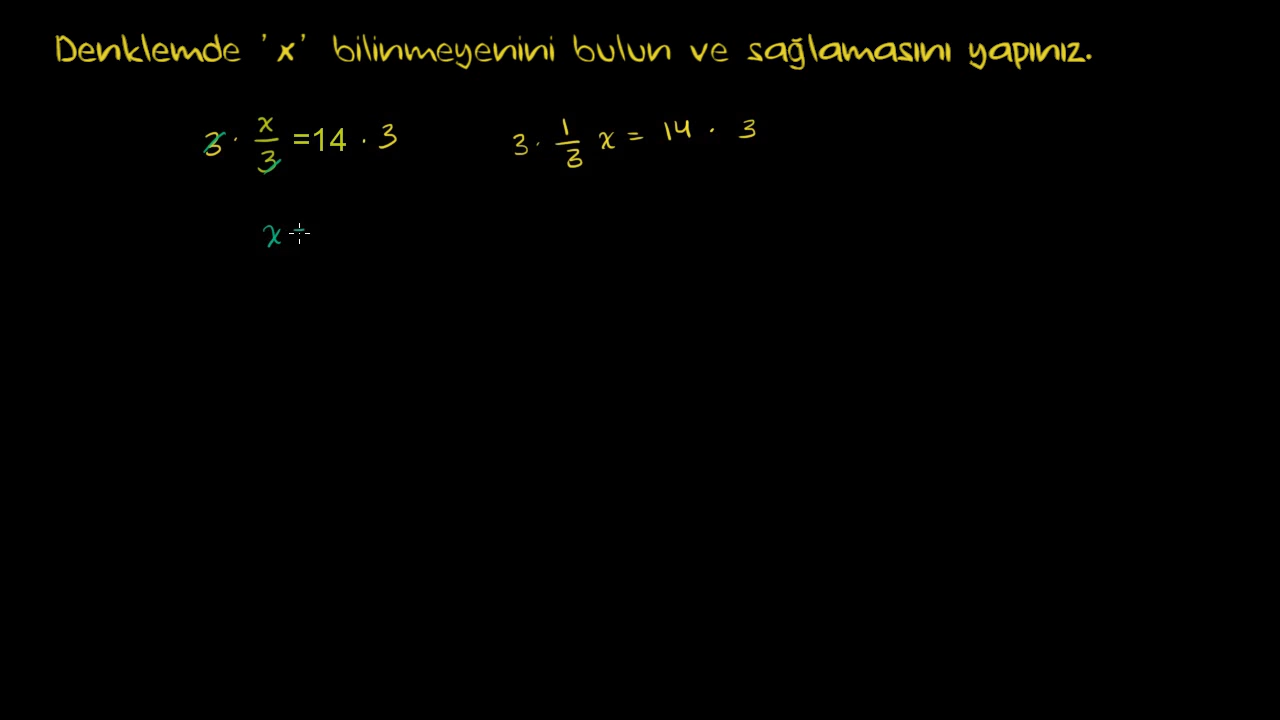 Denklemde 'x' bilinmeyenini bulun ve sağlamasını yapınız.
3 · x/3 =14 · 3
3 · 1/3 x = 14 · 3
x =